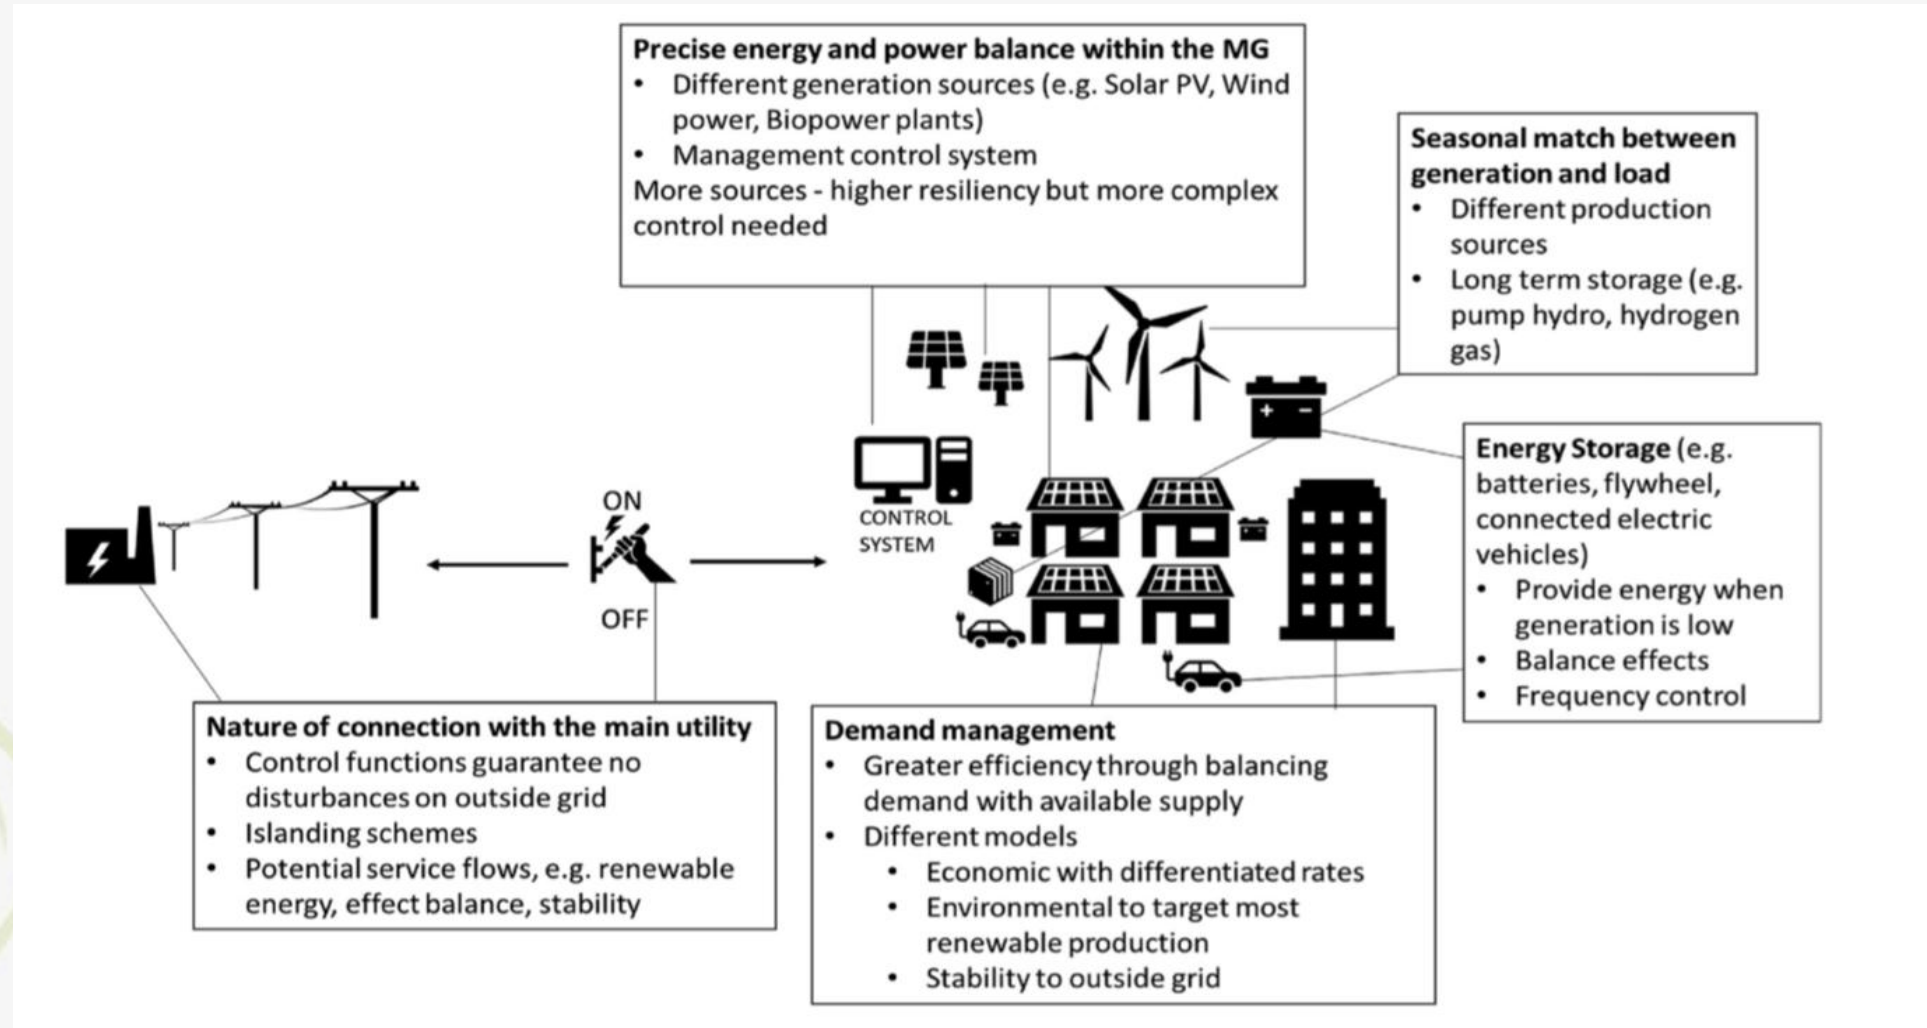 Precise energy and power balance within the MG
• Different generation sources (e.g. Solar PV, Wind
power, Biopower plants)
• Management control system
More sources - higher resiliency but more complex
control needed
Seasonal match between
generation and load
• Different production
sources
• Long term storage (e.g.
pump hydro, hydrogen
gas)
Energy Storage (e.g.
batteries, flywheel,
connected electric
vehicles)
• Provide energy when
generation is low
• Balance effects
• Frequency control
ON
OFF
CONTROL
SYSTEM
Nature of connection with the main utility
• Control functions guarantee no
disturbances on outside grid
• Islanding schemes
• Potential service flows, e.g. renewable
energy, effect balance, stability
Demand management
• Greater efficiency through balancing
demand with available supply
• Different models
• Economic with differentiated rates
• Environmental to target most
renewable production
• Stability to outside grid